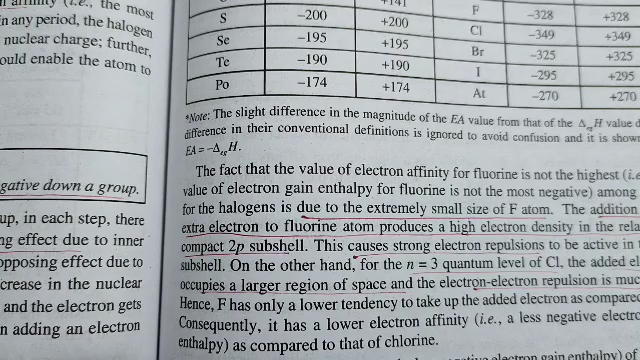 the most
in any period, the halogen
nuclear charge; further,
ould enable the atom to
gative down a group.
up, in each step, there
ng effect due to inner
opposing effect due to
crease in the nuclear
and the electron gets
n adding an electron
S −200 +200 F −328 +328
Se −195 +195 Cl −349 +349
Te −190 +190 Br −325 +325
Po −174 +174 I −295 +295
At −270 +270
*Note: The slight difference in the magnitude of the EA value from that of the ΔegH value
difference in their conventional definitions is ignored to avoid confusion and it is
EA = −ΔegH.
The fact that the value of electron affinity for fluorine is not the highest (i.e
value of electron gain enthalpy for fluorine is not the most negative) among
for the halogens is due to the extremely small size of F atom. The addition
extra electron to fluorine atom produces a high electron density in the rela
compact 2p subshell. This causes strong electron repulsions to be active in
subshell. On the other hand, for the n = 3 quantum level of Cl, the added el
occupies a larger region of space and the electron-electron repulsion is muc
Hence, F has only a lower tendency to take up the added electron as compare
Consequently, it has a lower electron affinity (i.e., a less negative electro
enthalpy) as compared to that of chlorine.